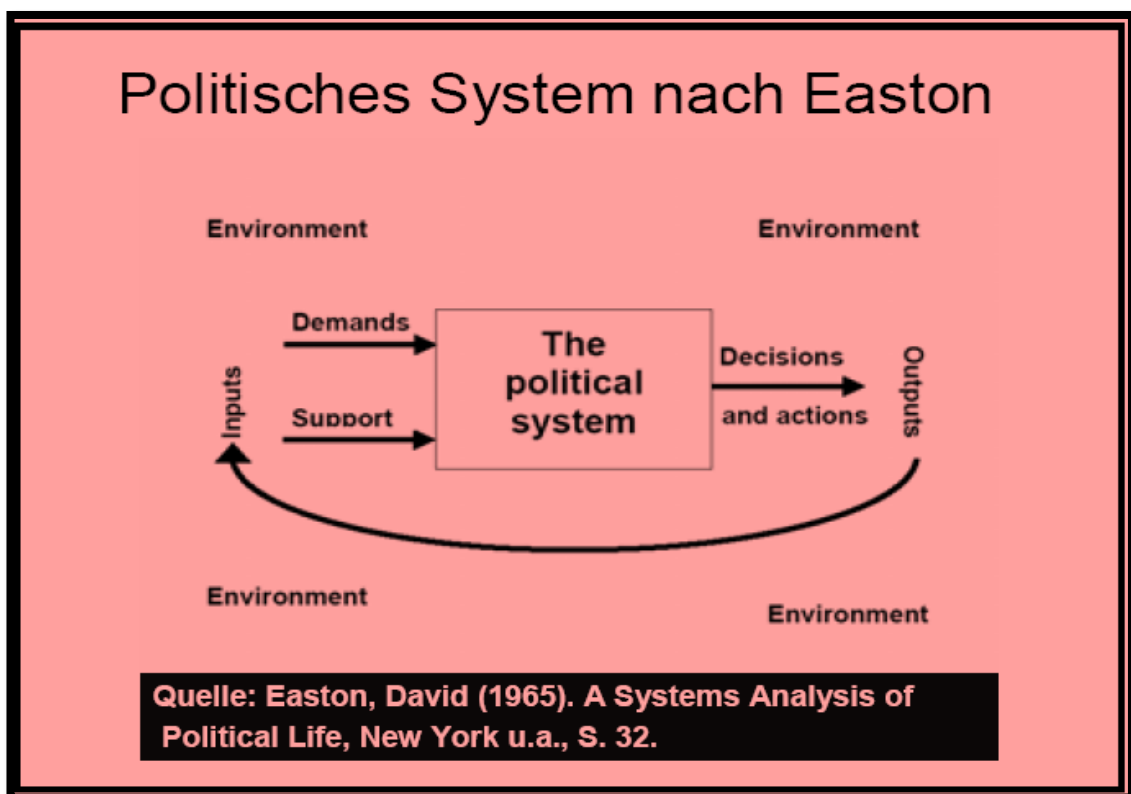 Politisches System nach Easton
Environment
Environment
Demands
Support
Inputs
The
political
system
Decisions
and actions
Outputs
Environment
Environment
Quelle: Easton, David (1965). A Systems Analysis of
Political Life, New York u.a., S. 32.